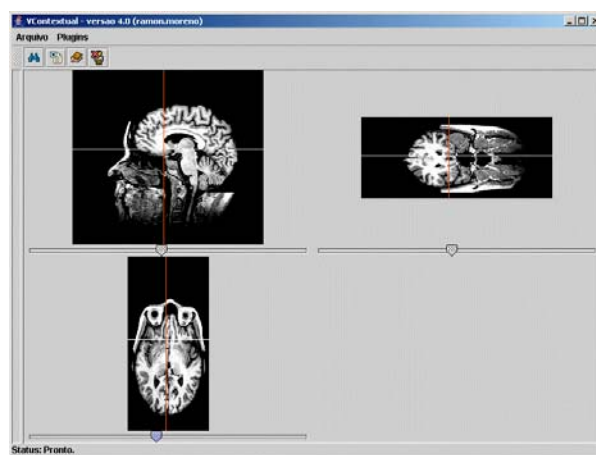 VContextual - versao 4.0 (ramon.moreno)
Arquivo Plugins
Status: Pronto.